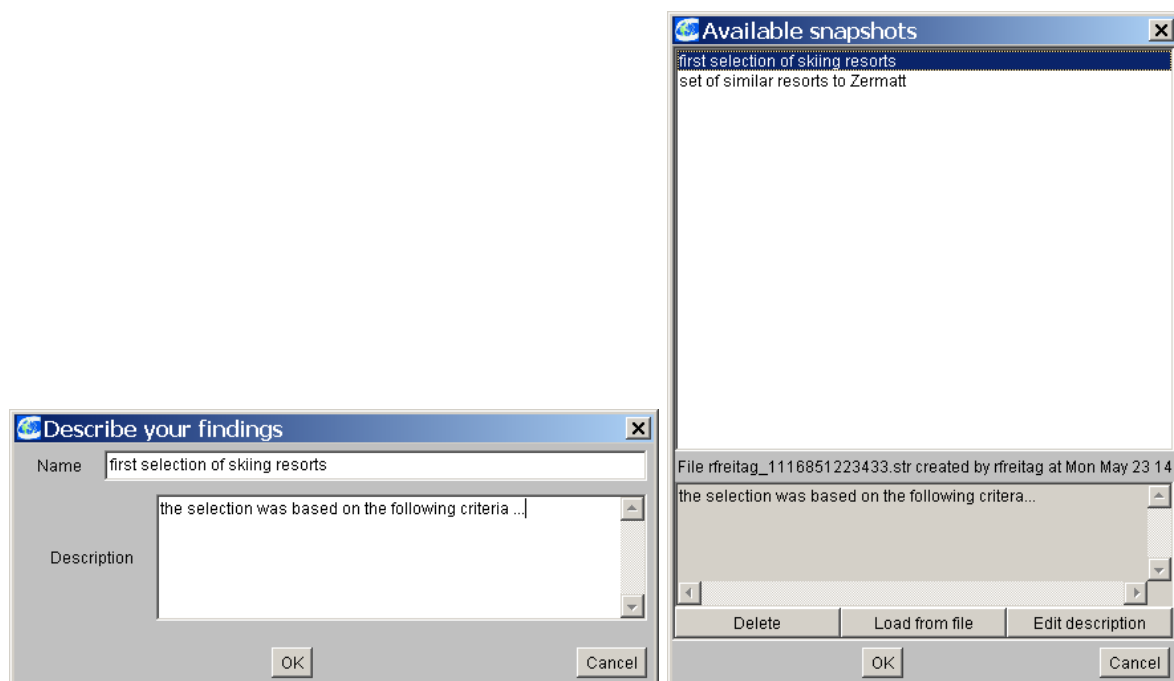 Describe your findings
Name first selection of skiing resorts
Description
the selection was based on the following criteria ...
OK Cancel
Available snapshots
first selection of skiing resorts
set of similar resorts to Zermatt
File rfreitag_1116851223433.str created by rfreitag at Mon May 23 14
the selection was based on the following critera...
Delete Load from file Edit description
OK Cancel